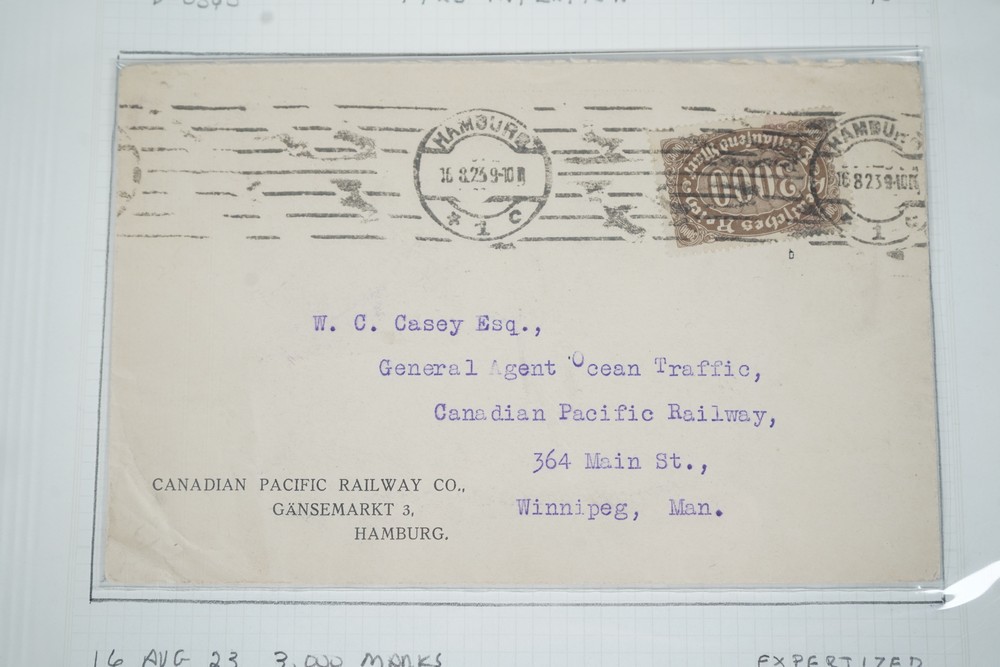 HAMBURG
16.8.23 9-10 N
* 1 c
3000
Deutsches Reich
HAMBU
16 8 23 9-10 N
1
b
W. C. Casey Esq.,
General Agent Ocean Traffic,
Canadian Pacific Railway,
364 Main St.,
Winnipeg, Man.
CANADIAN PACIFIC RAILWAY CO.,
GÄNSEMARKT 3,
HAMBURG.
16 AUG 23 3,000 MARKS
EXPERTIZED